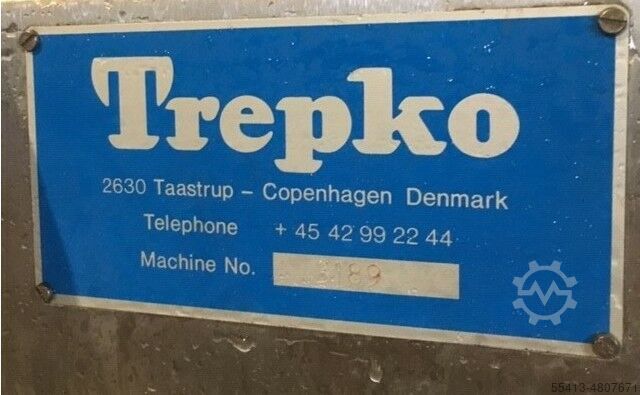 Trepko
2630 Taastrup – Copenhagen Denmark
Telephone + 45 42 99 22 44
Machine No.
55413-4807671